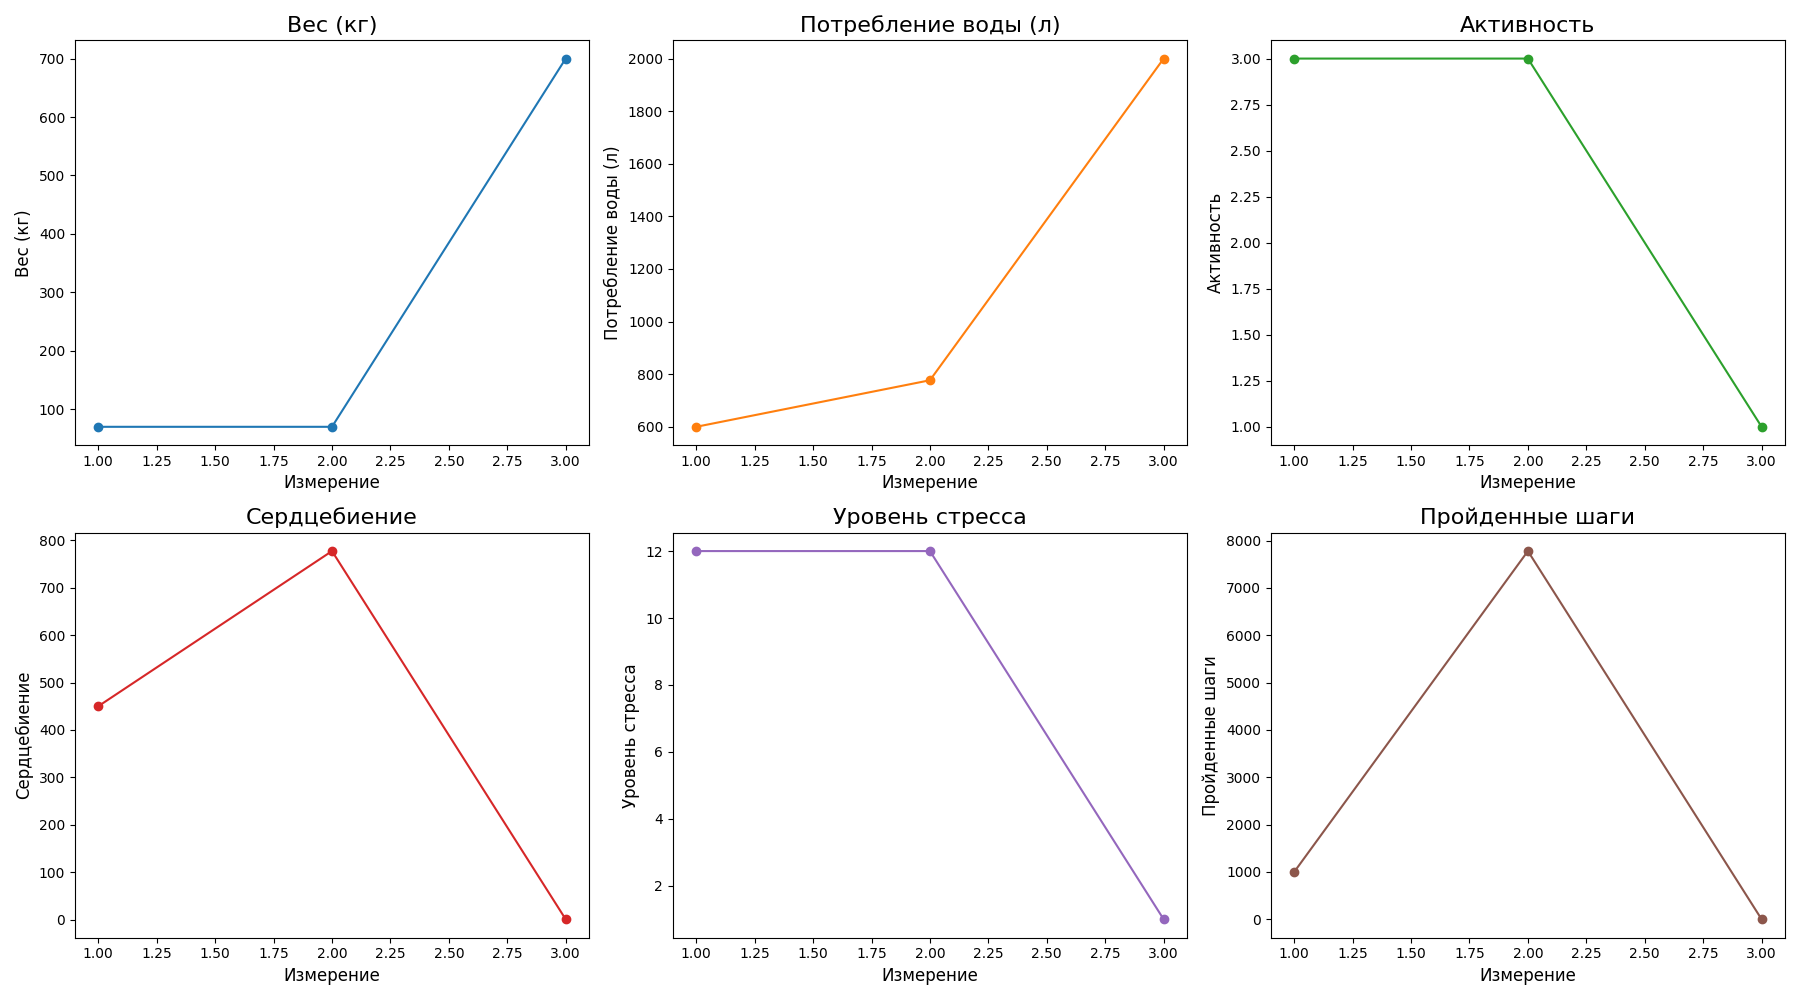 Вес (кг)
Вес (кг)
700
600
500
400
300
200
100
1.00 1.25 1.50 1.75 2.00 2.25 2.50 2.75 3.00
Измерение
Потребление воды (л)
Потребление воды (л)
2000
1800
1600
1400
1200
1000
800
600
1.00 1.25 1.50 1.75 2.00 2.25 2.50 2.75 3.00
Измерение
Активность
Активность
3.00
2.75
2.50
2.25
2.00
1.75
1.50
1.25
1.00
1.00 1.25 1.50 1.75 2.00 2.25 2.50 2.75 3.00
Измерение
Сердцебиение
Сердцебиение
800
700
600
500
400
300
200
100
0
1.00 1.25 1.50 1.75 2.00 2.25 2.50 2.75 3.00
Измерение
Уровень стресса
Уровень стресса
12
10
8
6
4
2
1.00 1.25 1.50 1.75 2.00 2.25 2.50 2.75 3.00
Измерение
Пройденные шаги
Пройденные шаги
8000
7000
6000
5000
4000
3000
2000
1000
0
1.00 1.25 1.50 1.75 2.00 2.25 2.50 2.75 3.00
Измерение